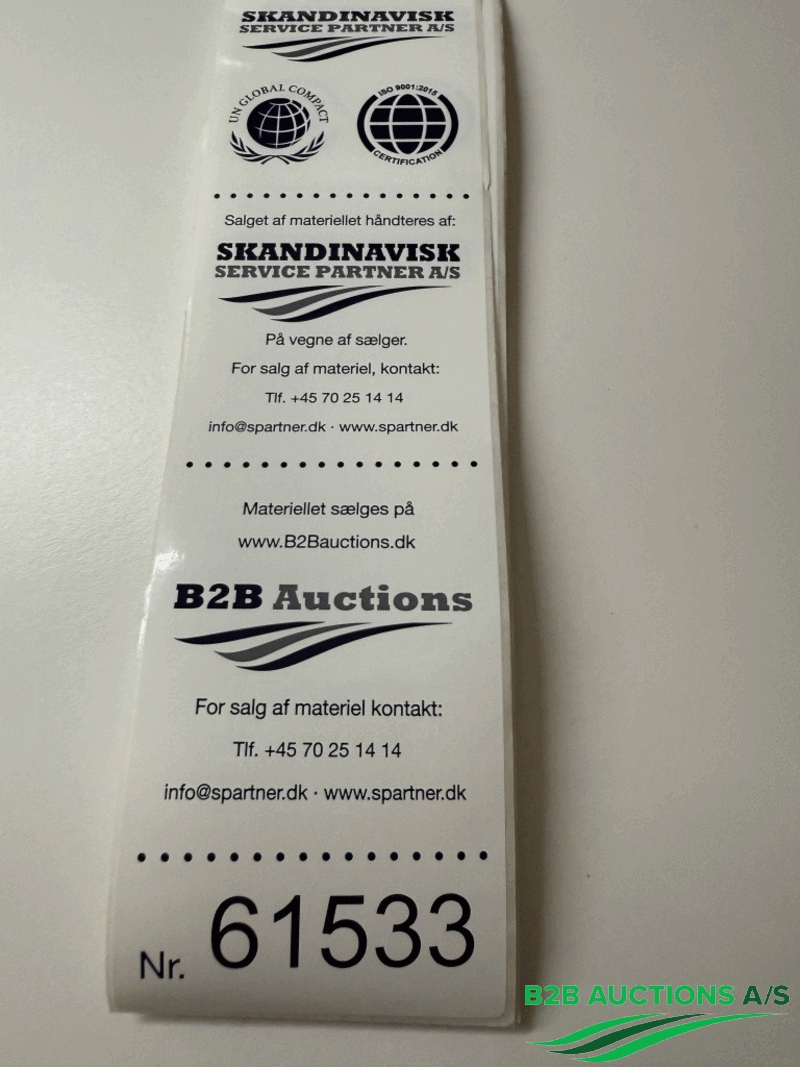 SKANDINAVISK
SERVICE PARTNER A/S
UN GLOBAL COMPACT
ISO 9001:2015
CERTIFICATION
Salget af materiellet håndteres af:
SKANDINAVISK
SERVICE PARTNER A/S
På vegne af sælger.
For salg af materiel, kontakt:
Tlf. +45 70 25 14 14
info@spartner.dk · www.spartner.dk
Materiellet sælges på
www.B2Bauctions.dk
B2B Auctions
For salg af materiel kontakt:
Tlf. +45 70 25 14 14
info@spartner.dk · www.spartner.dk
Nr. 61533
B2B AUCTIONS A/S